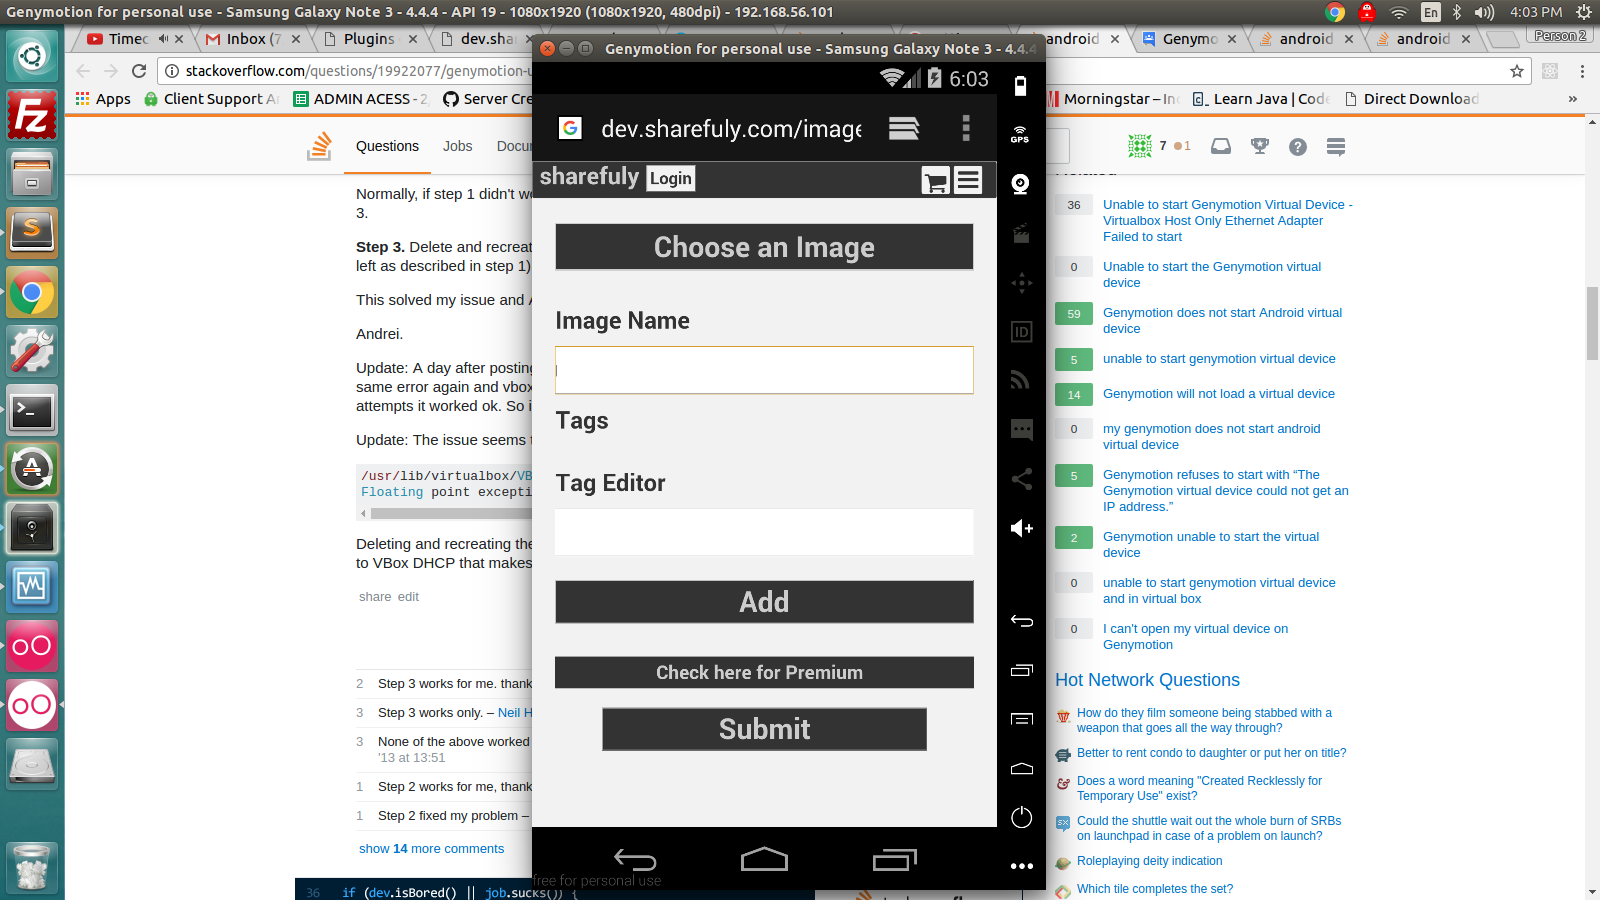 Genymotion for personal use - Samsung Galaxy Note 3 - 4.4.4 - API 19 - 1080x1920 (1080x1920, 480dpi) - 192.168.56.101
En
4:03 PM
Inbox (7
Plugins
dev.sha
android
Genymo
android
android
Person 2
stackoverflow.com/questions/19922077/genymotion-u
Apps
Client Support A
ADMIN ACESS - 2
Server Cre
Morningstar – In
Learn Java | Code
Direct Download
»
Questions
Jobs
Docu
7
1
Normally, if step 1 didn't wo
3.
Step 3. Delete and recreat
left as described in step 1)
This solved my issue and A
Andrei.
Update: A day after posting
same error again and vbox
attempts it worked ok. So i
Update: The issue seems t
/usr/lib/virtualbox/VB
Floating point excepti
Deleting and recreating the
to VBox DHCP that makes
share edit
2 Step 3 works for me. thank
3 Step 3 works only. – Neil H
3 None of the above worked
'13 at 13:51
1 Step 2 works for me, thank
1 Step 2 fixed my problem –
show 14 more comments
36 if (dev.isBored() || job.sucks()) {
Genymotion for personal use - Samsung Galaxy Note 3 - 4.4.4
6:03
dev.sharefuly.com/image
GPS
ID
sharefuly Login
Choose an Image
Image Name
Tags
Tag Editor
Add
Check here for Premium
Submit
free for personal use
36 Unable to start Genymotion Virtual Device -
Virtualbox Host Only Ethernet Adapter
Failed to start
0 Unable to start the Genymotion virtual
device
59 Genymotion does not start Android virtual
device
5 unable to start genymotion virtual device
14 Genymotion will not load a virtual device
0 my genymotion does not start android
virtual device
5 Genymotion refuses to start with “The
Genymotion virtual device could not get an
IP address.”
2 Genymotion unable to start the virtual
device
0 unable to start genymotion virtual device
and in virtual box
0 I can't open my virtual device on
Genymotion
Hot Network Questions
How do they film someone being stabbed with a
weapon that goes all the way through?
Better to rent condo to daughter or put her on title?
Does a word meaning "Created Recklessly for
Temporary Use" exist?
Could the shuttle wait out the whole burn of SRBs
on launchpad in case of a problem on launch?
Roleplaying deity indication
Which tile completes the set?